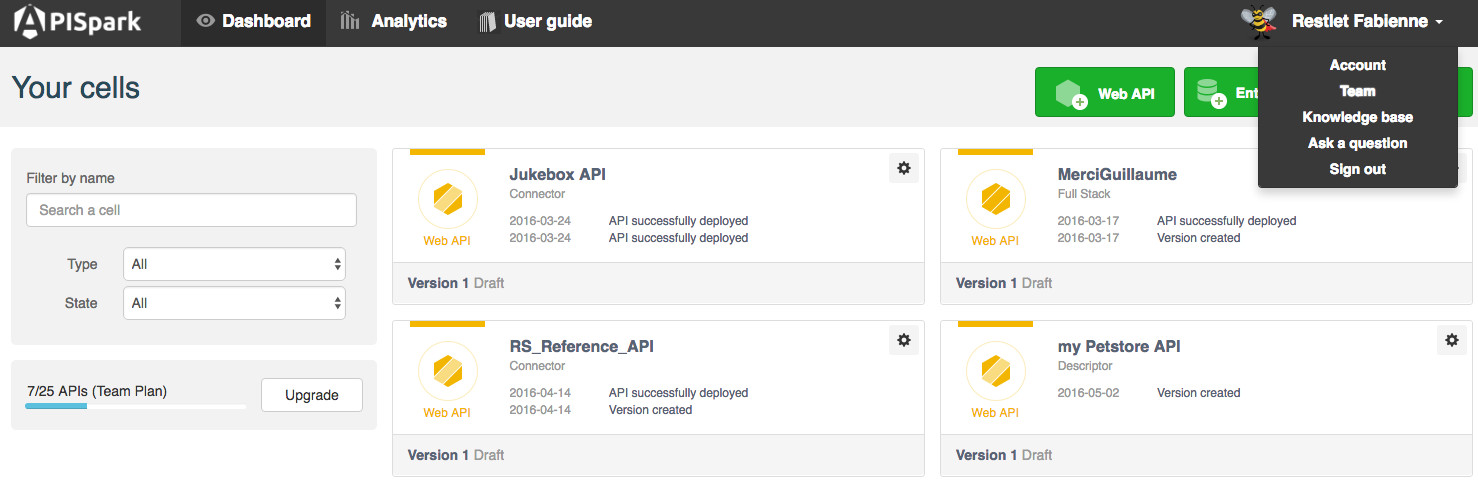 APISpark Dashboard Analytics User guide Restlet Fabienne
Account
Team
Knowledge base
Ask a question
Sign out
Your cells
Web API
Ent
Filter by name
Search a cell
Type All
State All
7/25 APIs (Team Plan) Upgrade
Jukebox API
Connector
2016-03-24 API successfully deployed
2016-03-24 API successfully deployed
Web API
Version 1 Draft
MerciGuillaume
Full Stack
2016-03-17 API successfully deployed
2016-03-17 Version created
Web API
Version 1 Draft
RS_Reference_API
Connector
2016-04-14 API successfully deployed
2016-04-14 Version created
Web API
Version 1 Draft
my Petstore API
Descriptor
2016-05-02 Version created
Web API
Version 1 Draft